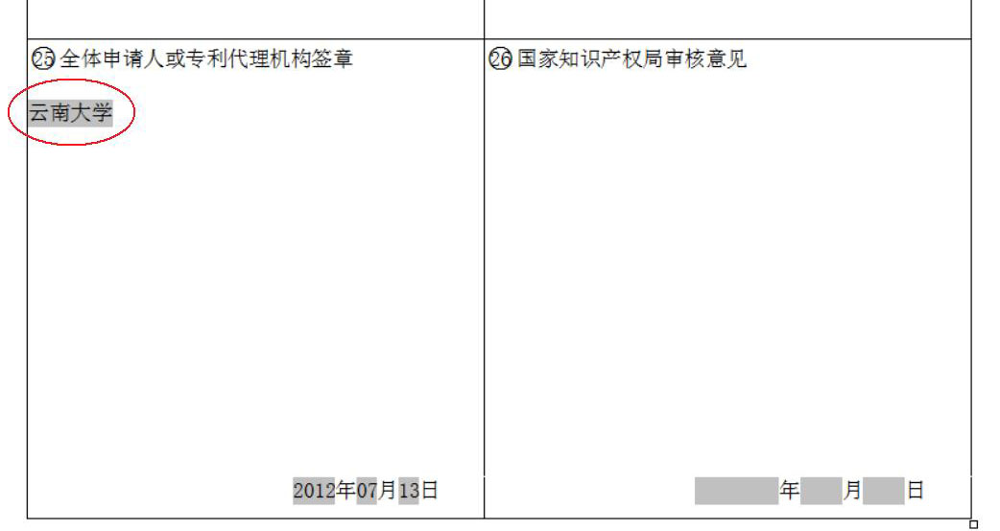 ㉕全体申请人或专利代理机构签章
云南大学
2012年07月13日
㉖国家知识产权局审核意见
年 月 日